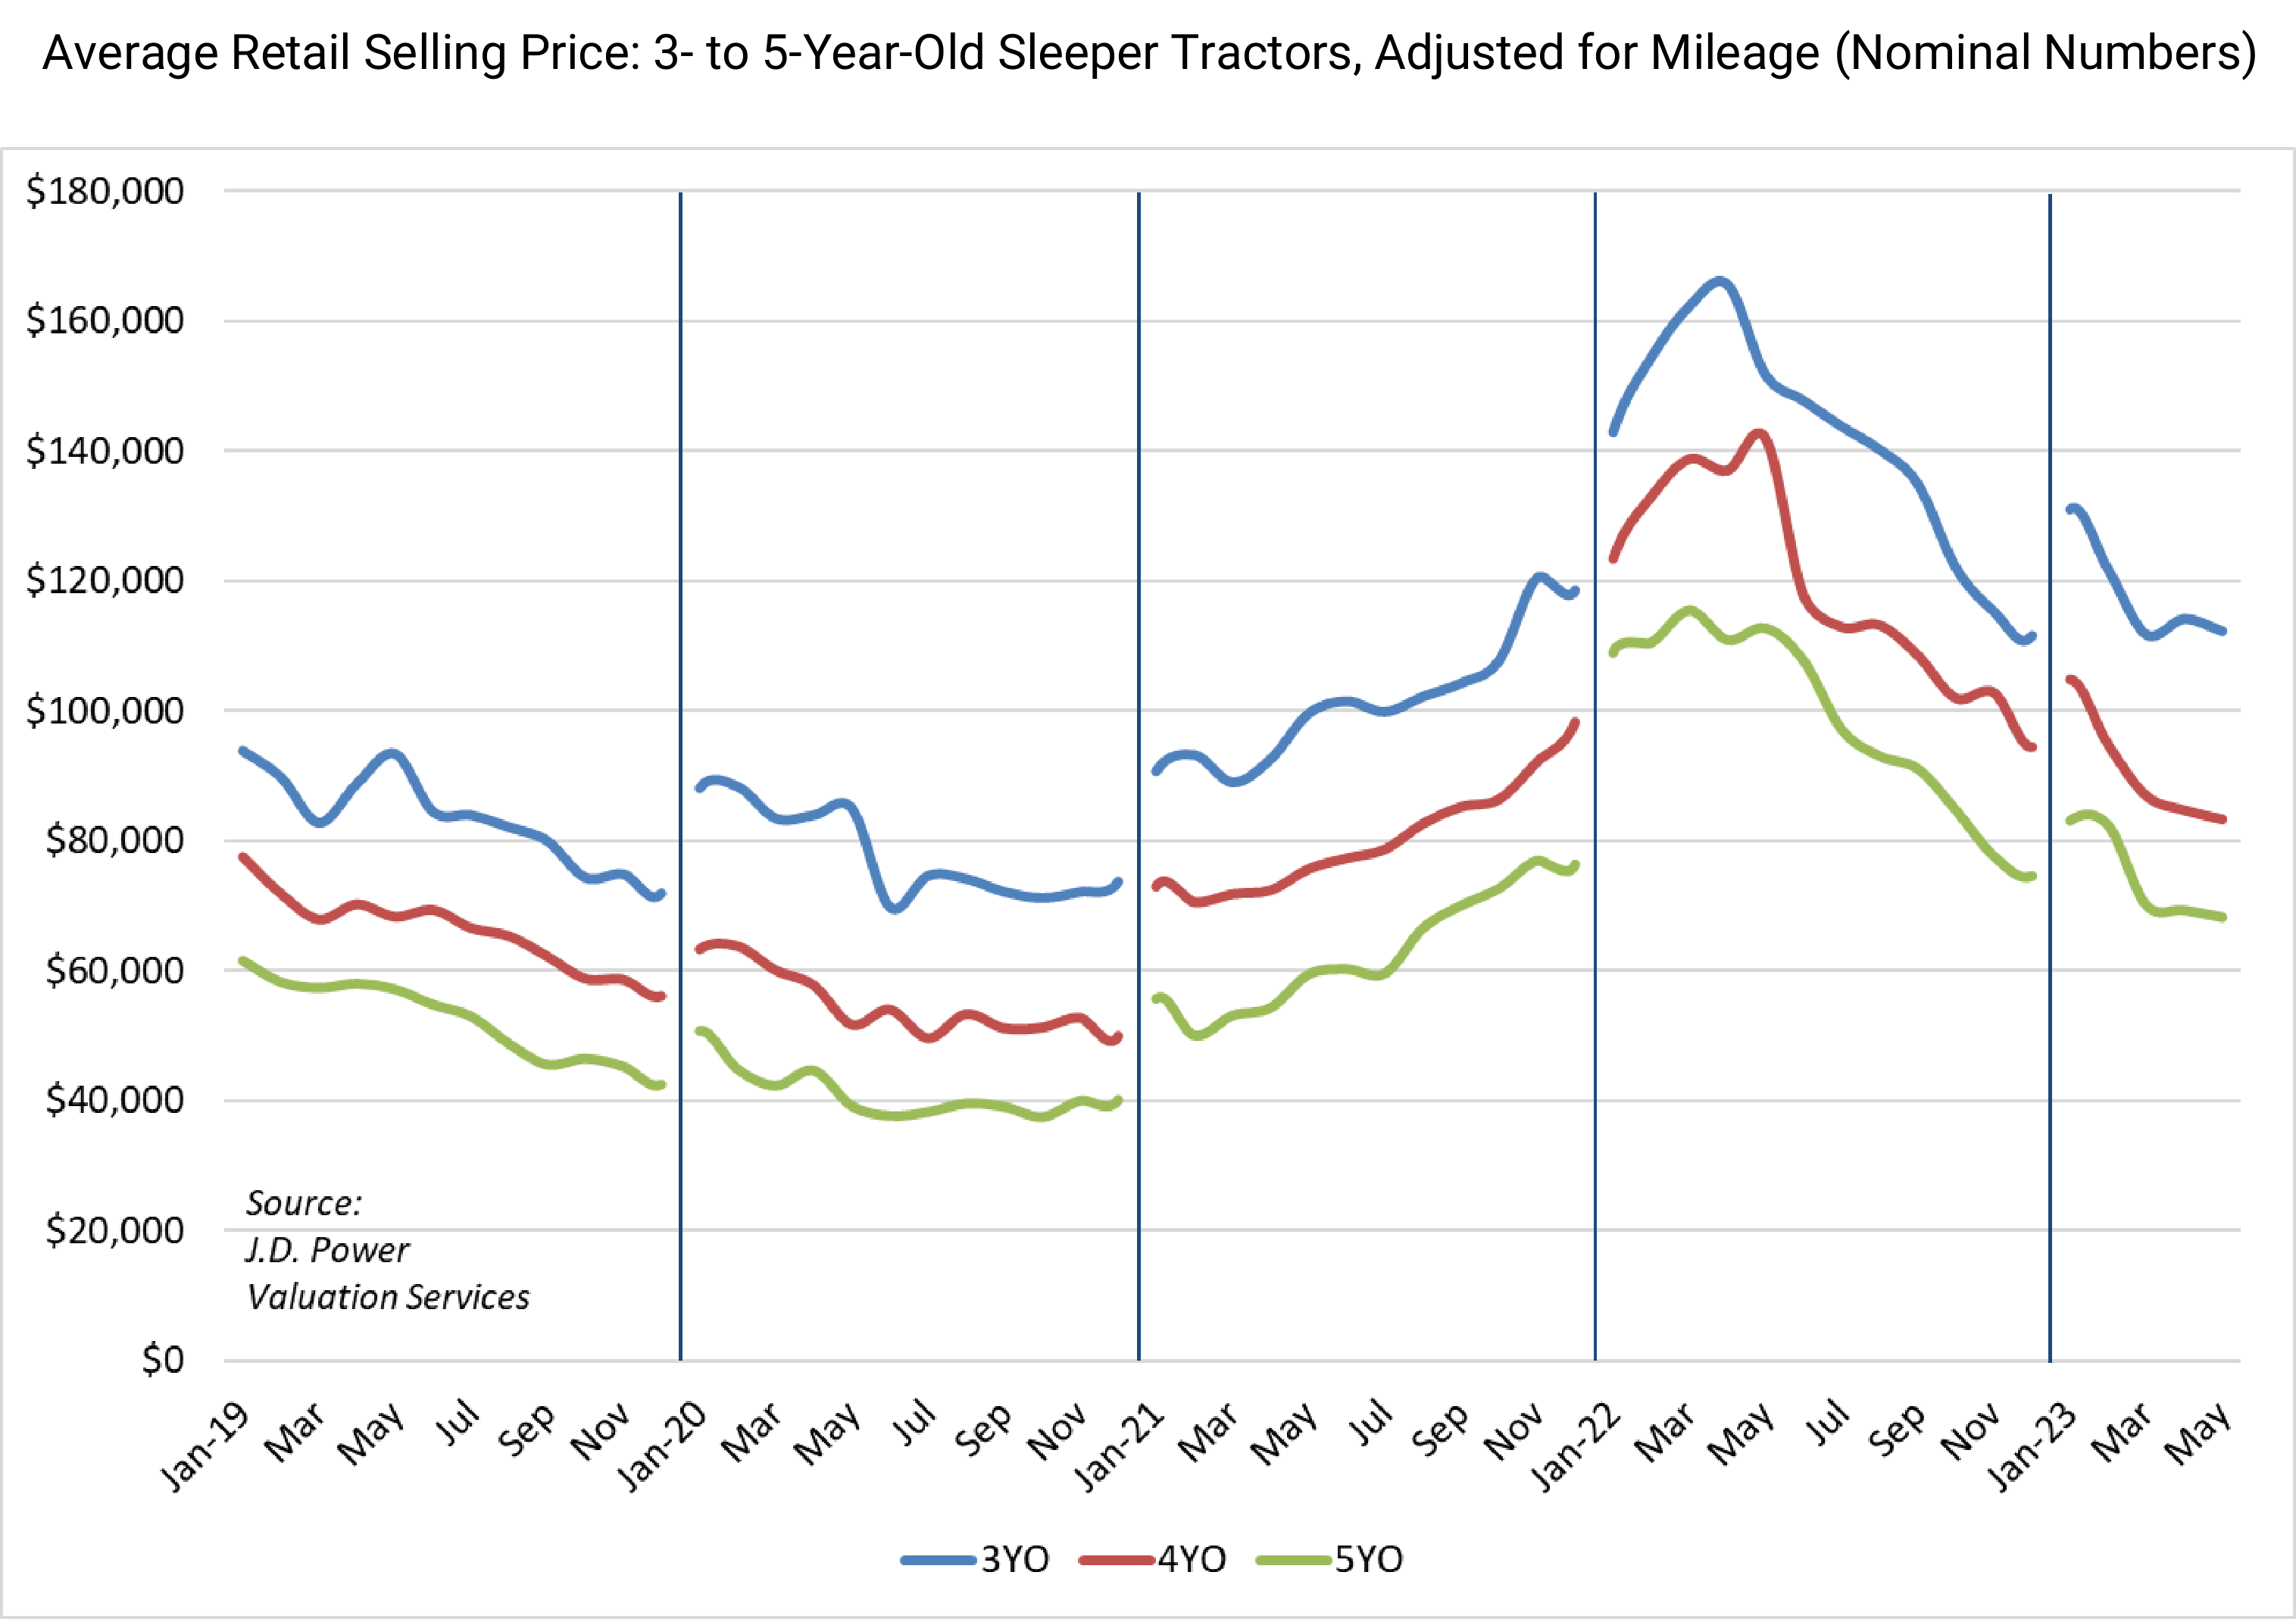 Average Retail Selling Price: 3- to 5-Year-Old Sleeper Tractors, Adjusted for Mileage (Nominal Numbers)
$180,000
$160,000
$140,000
$120,000
$100,000
$80,000
$60,000
$40,000
$20,000
$0
Source:
J.D. Power
Valuation Services
Jan-19
Mar
May
Jul
Sep
Nov
Jan-20
Mar
May
Jul
Sep
Nov
Jan-21
Mar
May
Jul
Sep
Nov
Jan-22
Mar
May
Jul
Sep
Nov
Jan-23
Mar
May
3YO
4YO
5YO